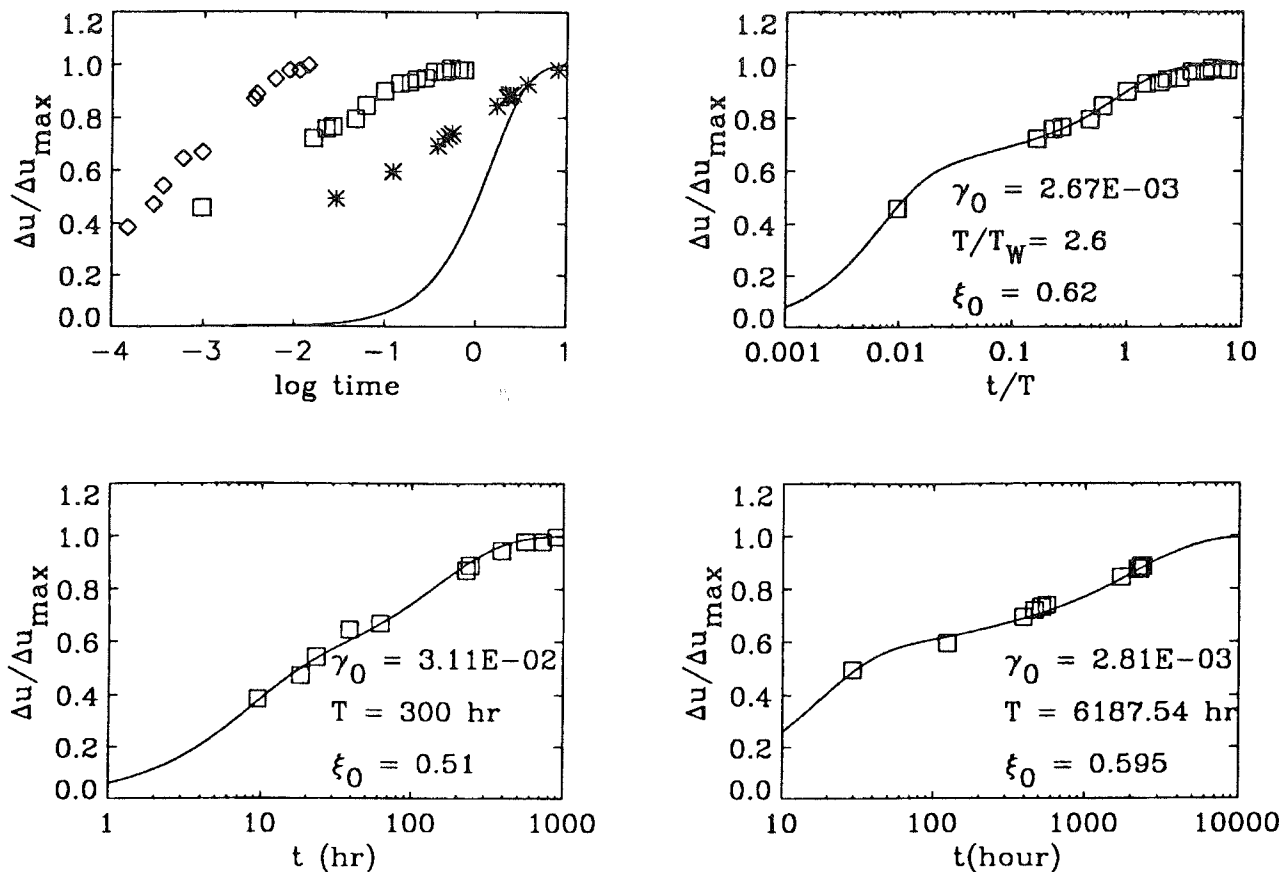 1.2
1.0
0.8
0.6
0.4
0.2
0.0
Δu/Δu_max
−4 −3 −2 −1 0 1
log time
1.2
1.0
0.8
0.6
0.4
0.2
0.0
Δu/Δu_max
γ_0 = 2.67E−03
T/T_W= 2.6
ξ_0 = 0.62
0.001 0.01 0.1 1 10
t/T
1.2
1.0
0.8
0.6
0.4
0.2
0.0
Δu/Δu_max
γ_0 = 3.11E−02
T = 300 hr
ξ_0 = 0.51
1 10 100 1000
t (hr)
1.2
1.0
0.8
0.6
0.4
0.2
0.0
Δu/Δu_max
γ_0 = 2.81E−03
T = 6187.54 hr
ξ_0 = 0.595
10 100 1000 10000
t(hour)